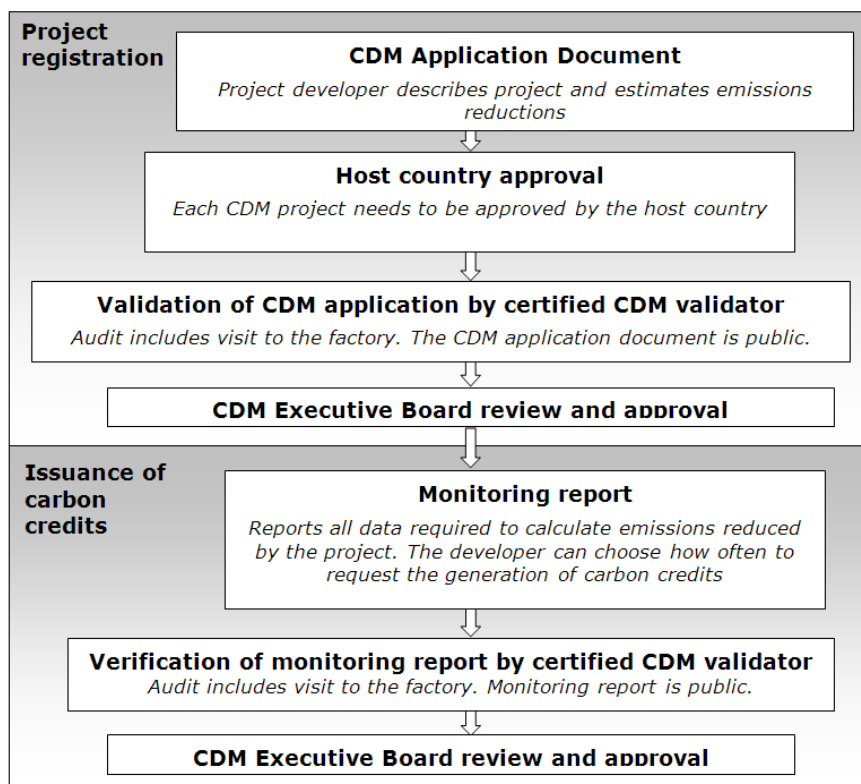 Project
registration
CDM Application Document
Project developer describes project and estimates emissions
reductions
Host country approval
Each CDM project needs to be approved by the host country
Validation of CDM application by certified CDM validator
Audit includes visit to the factory. The CDM application document is public.
CDM Executive Board review and approval
Issuance of
carbon
credits
Monitoring report
Reports all data required to calculate emissions reduced
by the project. The developer can choose how often to
request the generation of carbon credits
Verification of monitoring report by certified CDM validator
Audit includes visit to the factory. Monitoring report is public.
CDM Executive Board review and approval